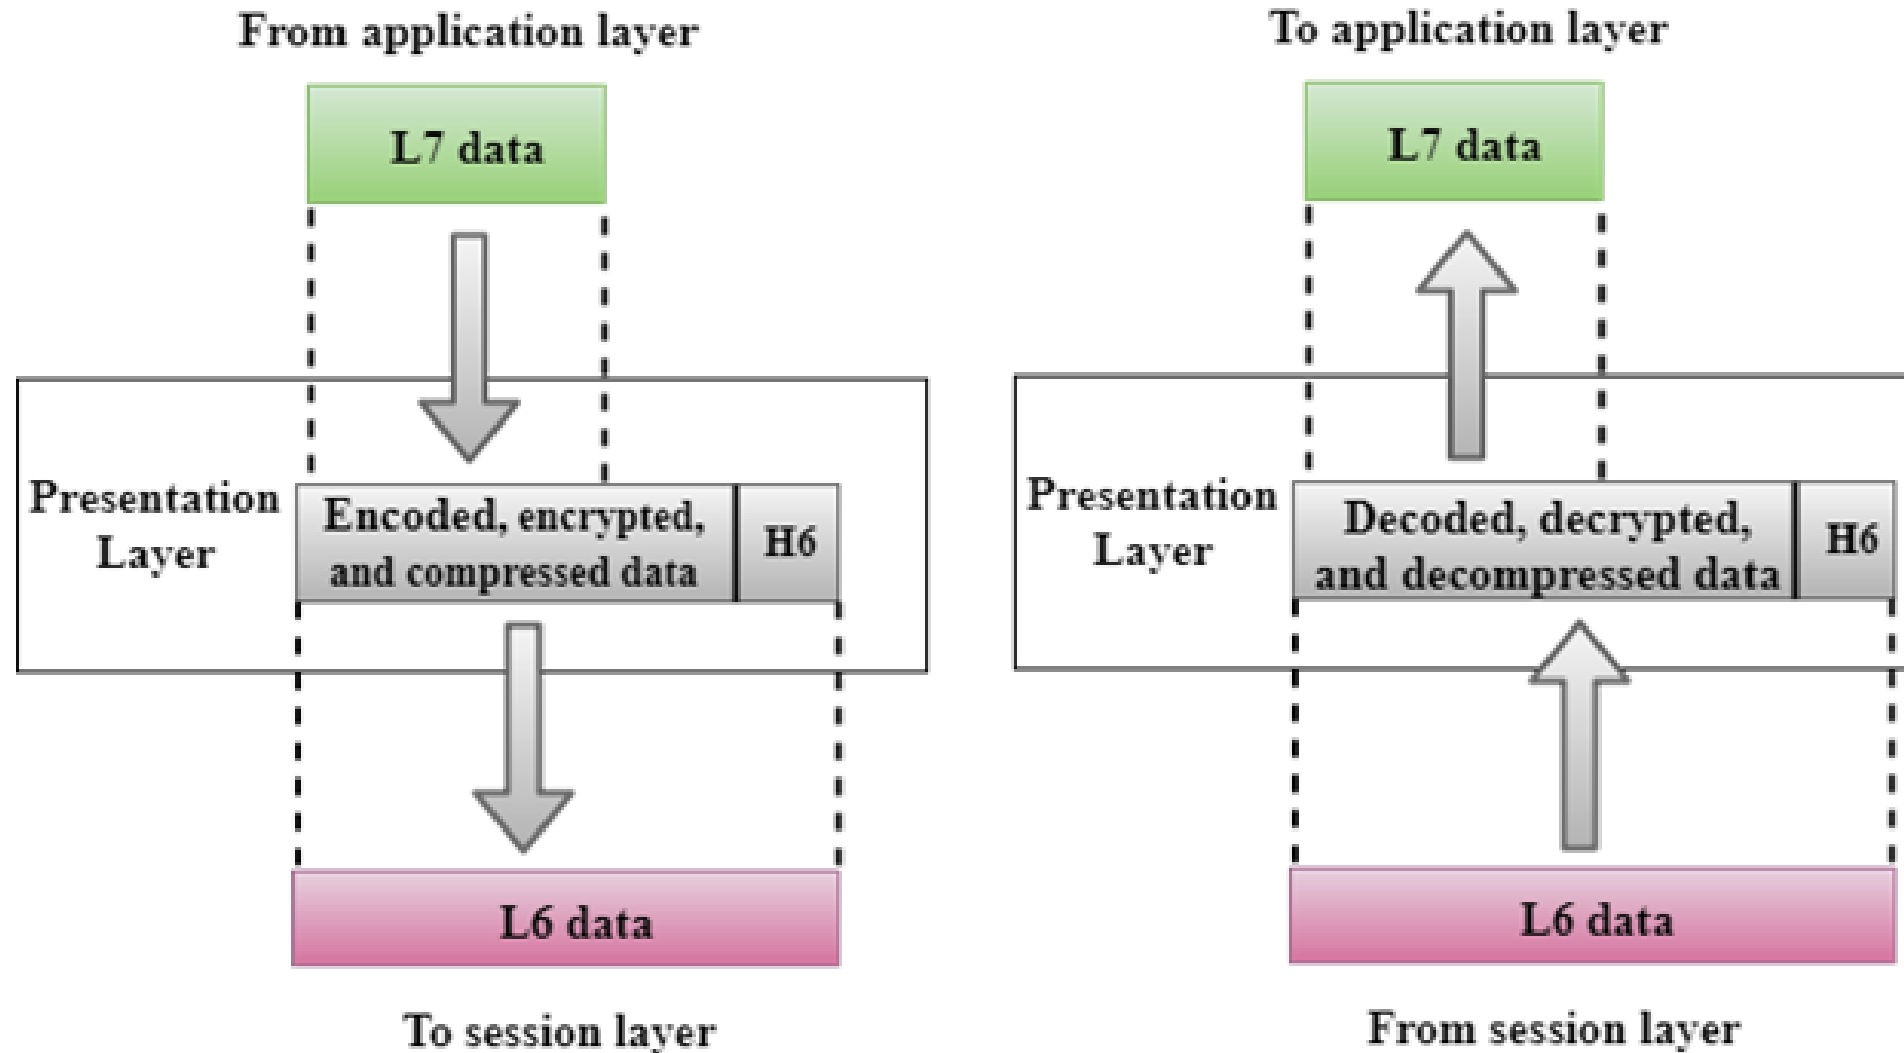 From application layer
L7 data
Presentation
Layer
Encoded, encrypted,
and compressed data
H6
L6 data
To session layer
To application layer
L7 data
Presentation
Layer
Decoded, decrypted,
and decompressed data
H6
L6 data
From session layer